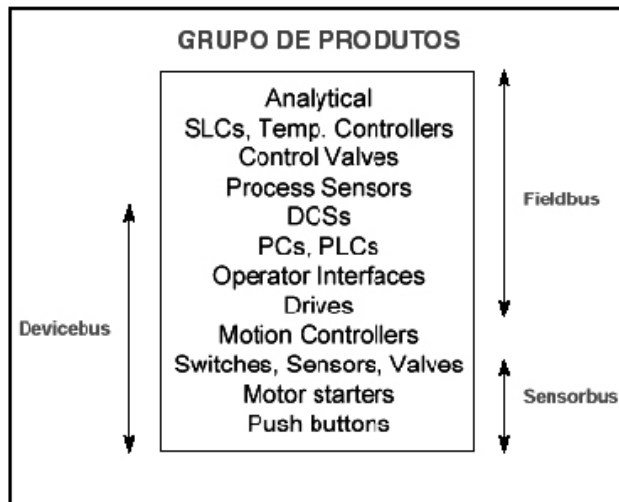 GRUPO DE PRODUTOS
Analytical
SLCs, Temp. Controllers
Control Valves
Process Sensors
DCSs
PCs, PLCs
Operator Interfaces
Drives
Motion Controllers
Switches, Sensors, Valves
Motor starters
Push buttons
Fieldbus
Devicebus
Sensorbus